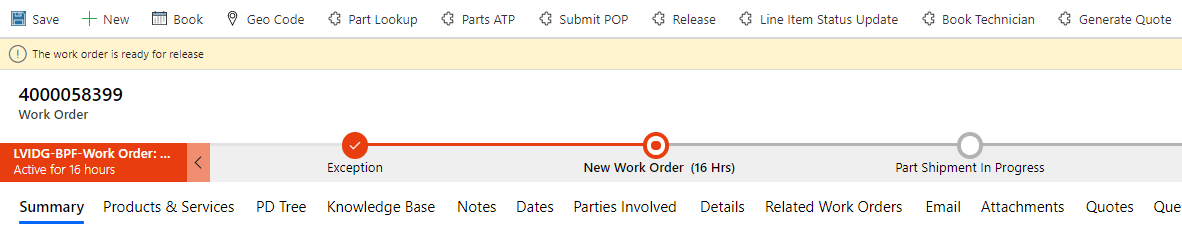 Save New Book Geo Code Part Lookup Parts ATP Submit POP Release Line Item Status Update Book Technician Generate Quote
The work order is ready for release
4000058399
Work Order
LVIDG-BPF-Work Order: ...
Active for 16 hours
Exception New Work Order (16 Hrs) Part Shipment In Progress
Summary Products & Services PD Tree Knowledge Base Notes Dates Parties Involved Details Related Work Orders Email Attachments Quotes Que